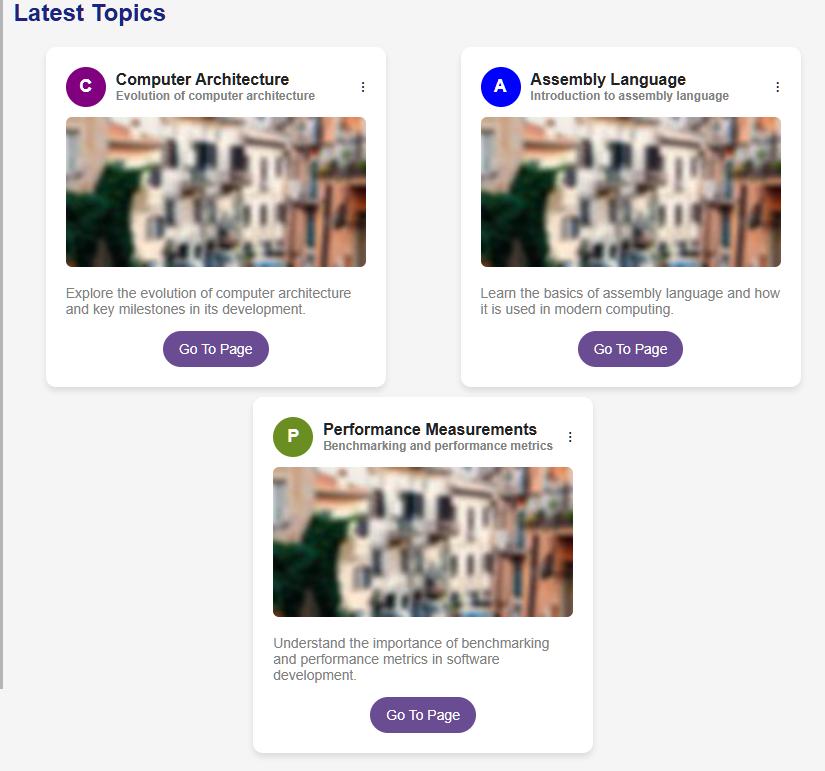 Latest Topics
C
Computer Architecture
Evolution of computer architecture
Explore the evolution of computer architecture
and key milestones in its development.
Go To Page
A
Assembly Language
Introduction to assembly language
Learn the basics of assembly language and how
it is used in modern computing.
Go To Page
P
Performance Measurements
Benchmarking and performance metrics
Understand the importance of benchmarking
and performance metrics in software
development.
Go To Page